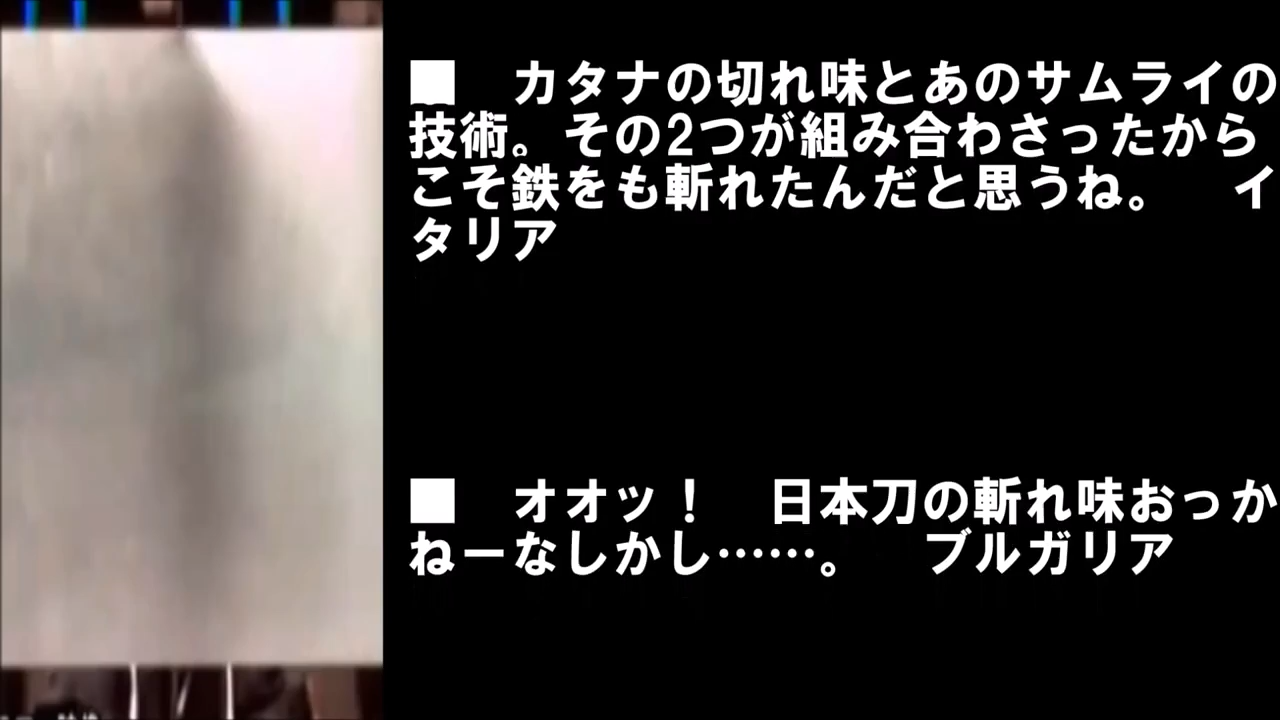 ■　カタナの切れ味とあのサムライの
技術。その2つが組み合わさったから
こそ鉄をも斬れたんだと思うね。　イ
タリア
■　オオッ！　日本刀の斬れ味おっか
ねーなしかし……。　ブルガリア